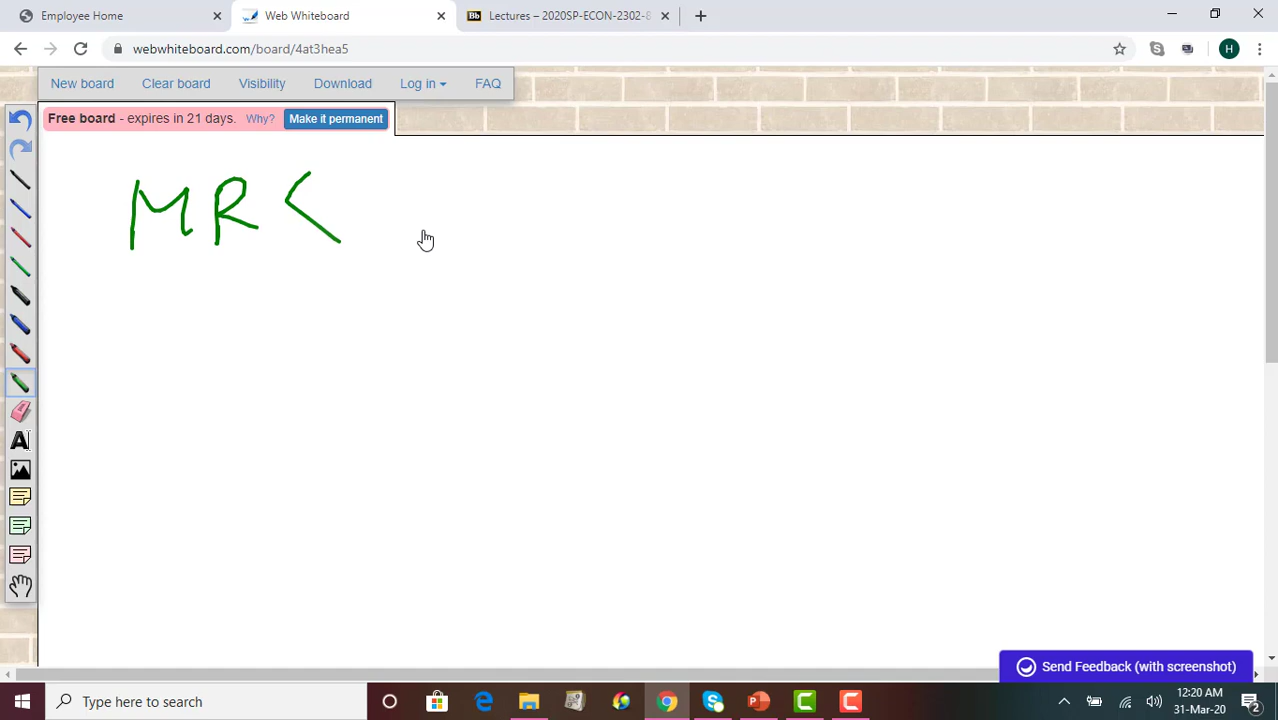 Employee Home
Web Whiteboard
Bb Lectures – 2020SP-ECON-2302-8
webwhiteboard.com/board/4at3hea5
H
New board Clear board Visibility Download Log in FAQ
Free board - expires in 21 days. Why? Make it permanent
MR <
A
Send Feedback (with screenshot)
Type here to search
12:20 AM
31-Mar-20
2